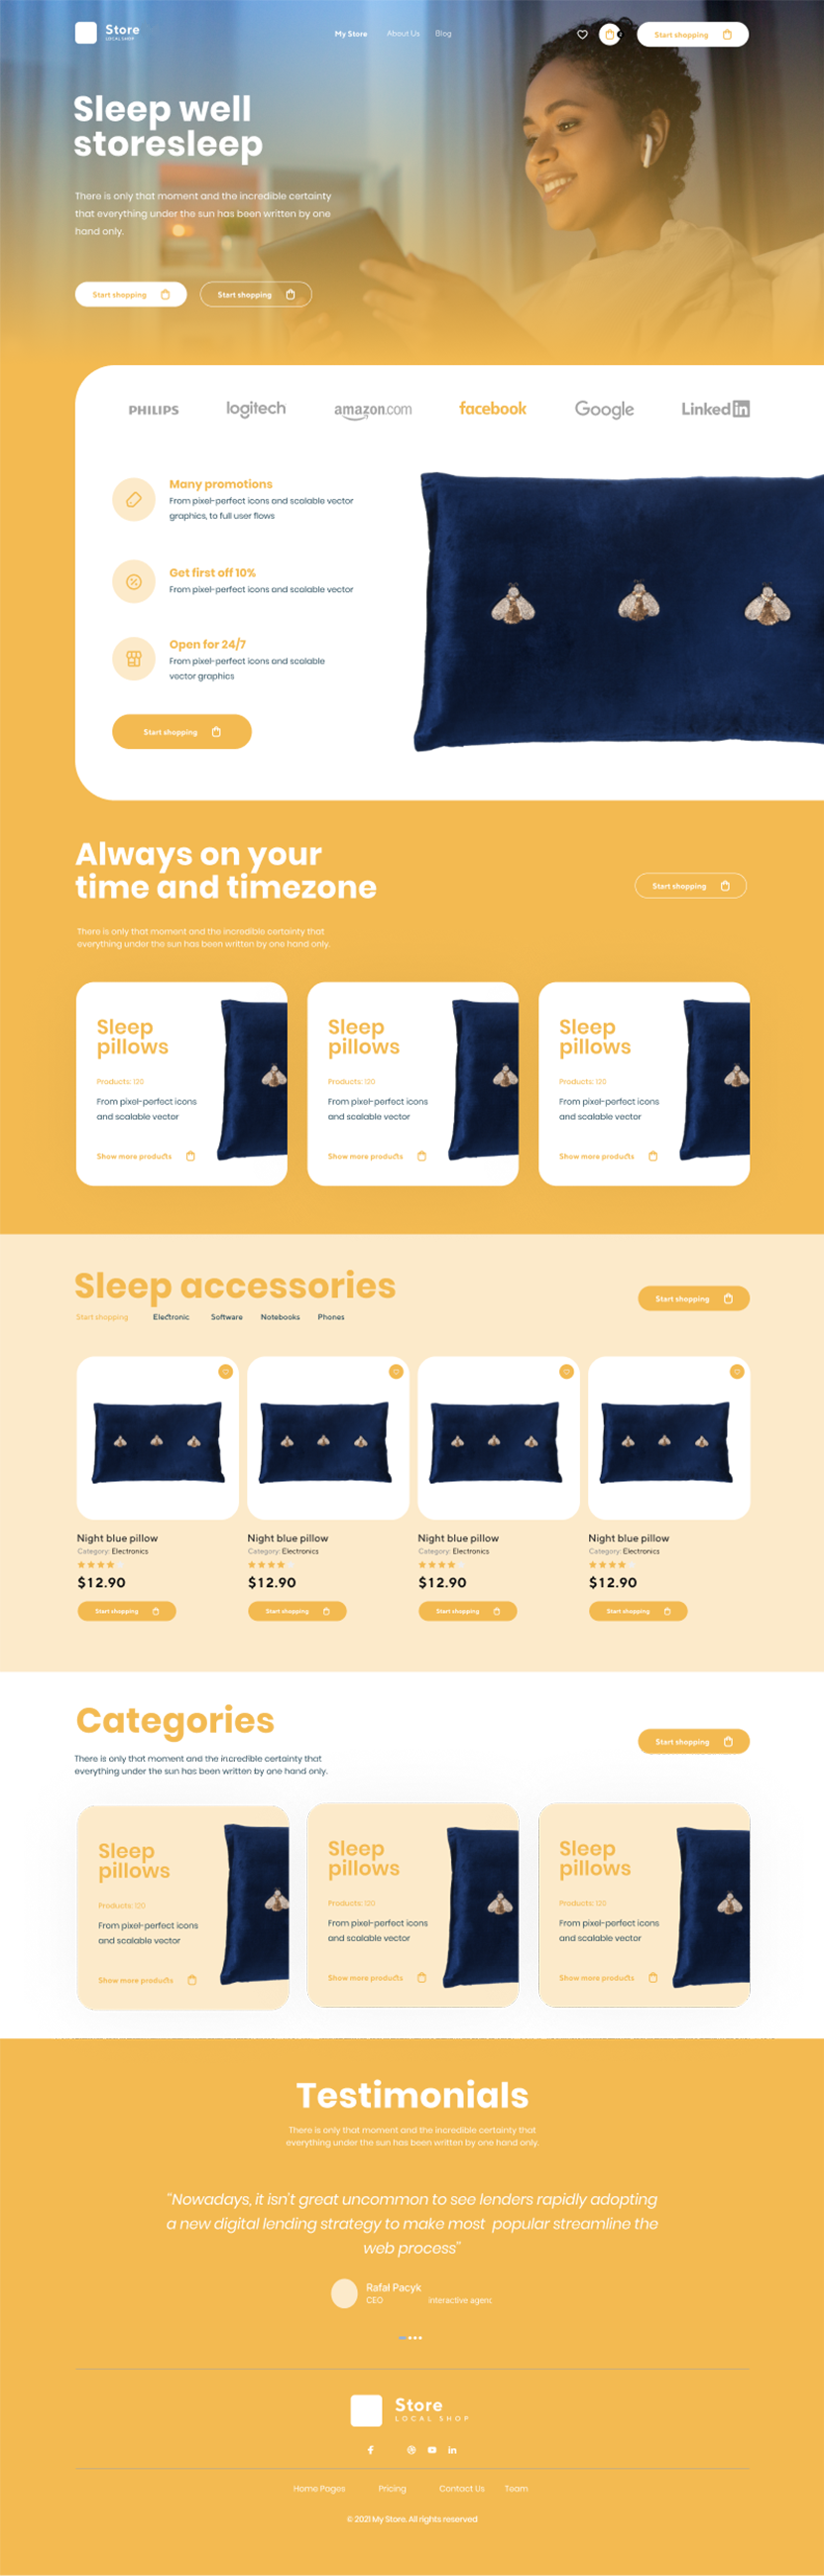 Store
LOCAL SHOP
My Store
About Us
Blog
Start shopping
Sleep well
storesleep
There is only that moment and the incredible certainty
that everything under the sun has been written by one
hand only.
Start shopping
Start shopping
PHILIPS
logitech
amazon.com
facebook
Google
Linked in
Many promotions
From pixel-perfect icons and scalable vector
graphics, to full user flows
Get first off 10%
From pixel-perfect icons and scalable vector
Open for 24/7
From pixel-perfect icons and scalable
vector graphics
Start shopping
Always on your
time and timezone
Start shopping
There is only that moment and the incredible certainty that
everything under the sun has been written by one hand only.
Sleep
pillows
Products: 120
From pixel-perfect icons
and scalable vector
Show more products
Sleep
pillows
Products: 120
From pixel-perfect icons
and scalable vector
Show more products
Sleep
pillows
Products: 120
From pixel-perfect icons
and scalable vector
Show more products
Sleep accessories
Start shopping
Start shopping
Electronic
Software
Notebooks
Phones
Night blue pillow
Category: Electronics
$12.90
Start shopping
Night blue pillow
Category: Electronics
$12.90
Start shopping
Night blue pillow
Category: Electronics
$12.90
Start shopping
Night blue pillow
Category: Electronics
$12.90
Start shopping
Categories
Start shopping
There is only that moment and the incredible certainty that
everything under the sun has been written by one hand only.
Sleep
pillows
Products: 120
From pixel-perfect icons
and scalable vector
Show more products
Sleep
pillows
Products: 120
From pixel-perfect icons
and scalable vector
Show more products
Sleep
pillows
Products: 120
From pixel-perfect icons
and scalable vector
Show more products
Testimonials
There is only that moment and the incredible certainty that
everything under the sun has been written by one hand only.
"Nowadays, it isn't great uncommon to see lenders rapidly adopting
a new digital lending strategy to make most popular streamline the
web process"
Rafał Pacyk
CEO
interactive agenc
Store
LOCAL SHOP
Home Pages
Pricing
Contact Us
Team
© 2021 My Store. All rights reserved